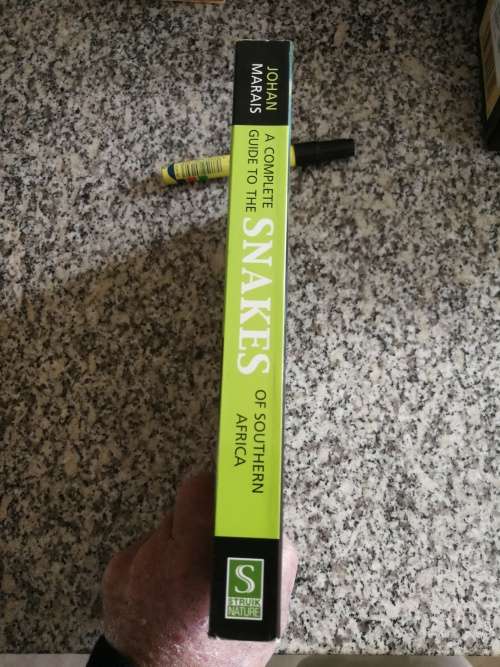 JOHAN
MARAIS
A COMPLETE
GUIDE TO THE
SNAKES
OF SOUTHERN
AFRICA
S
STRUIK
NATURE